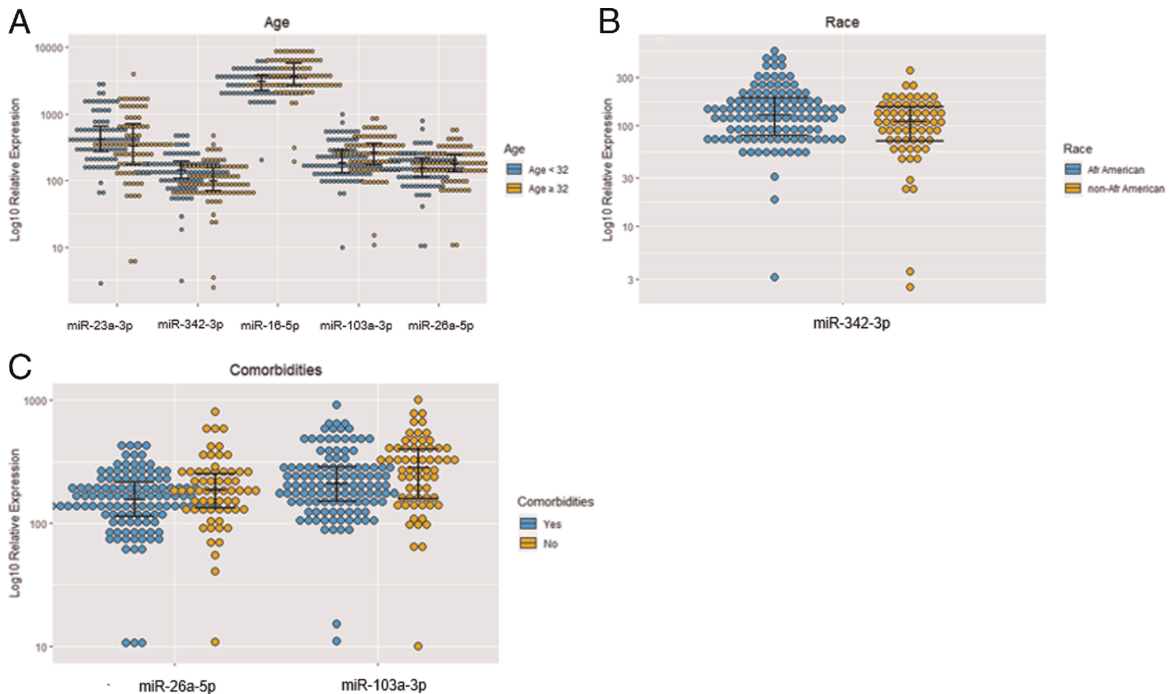 A
Age
10000
1000
100
10
Log10 Relative Expression
miR-23a-3p miR-342-3p miR-16-5p miR-103a-3p miR-26a-5p
Age
Age < 32
Age ≥ 32
B
Race
300
100
30
10
3
Log10 Relative Expression
miR-342-3p
Race
Afr American
non-Afr American
C
Comorbidities
1000
100
10
Log10 Relative Expression
miR-26a-5p miR-103a-3p
Comorbidities
Yes
No